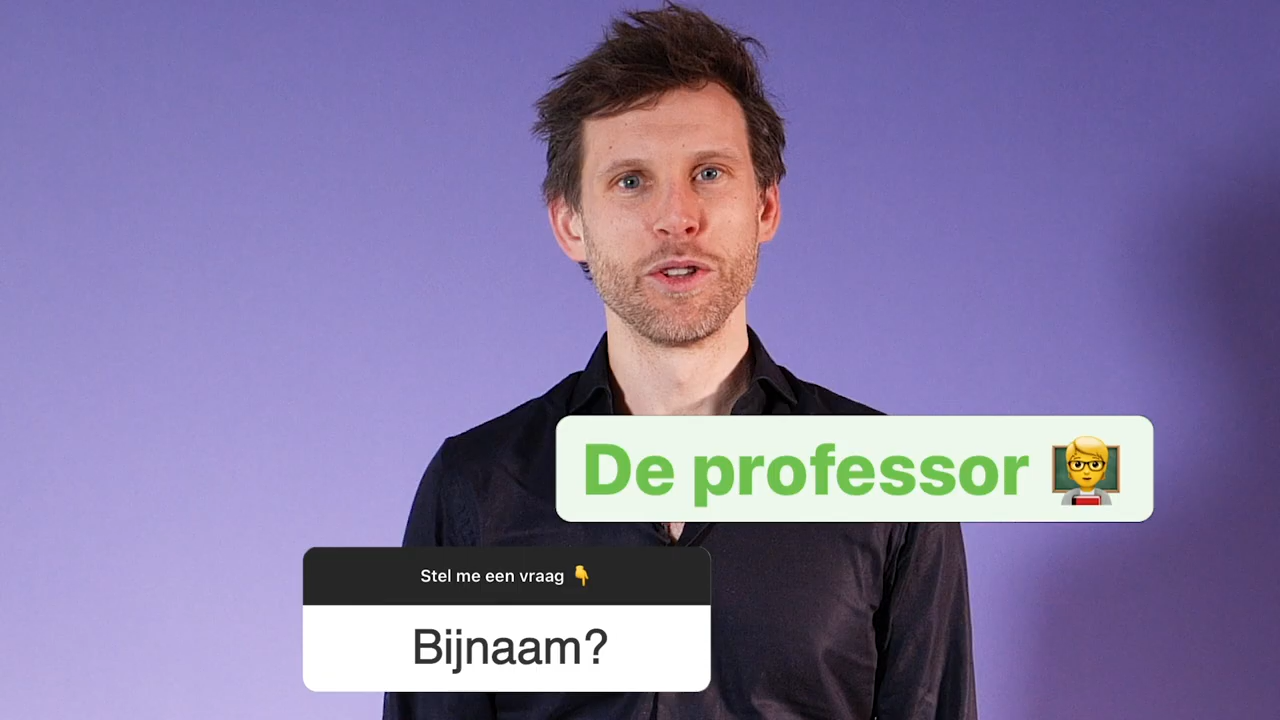 De professor 🧑‍🏫
Stel me een vraag 👇
Bijnaam?